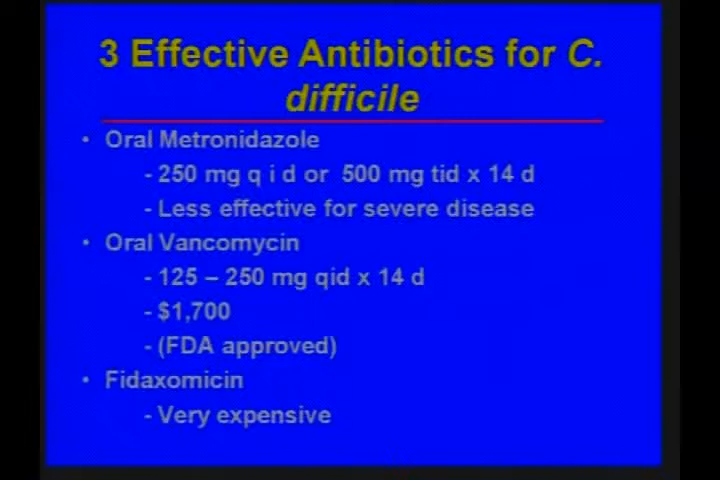 3 Effective Antibiotics for C.
difficile
• Oral Metronidazole
- 250 mg q i d or 500 mg tid x 14 d
- Less effective for severe disease
• Oral Vancomycin
- 125 – 250 mg qid x 14 d
- $1,700
- (FDA approved)
• Fidaxomicin
- Very expensive